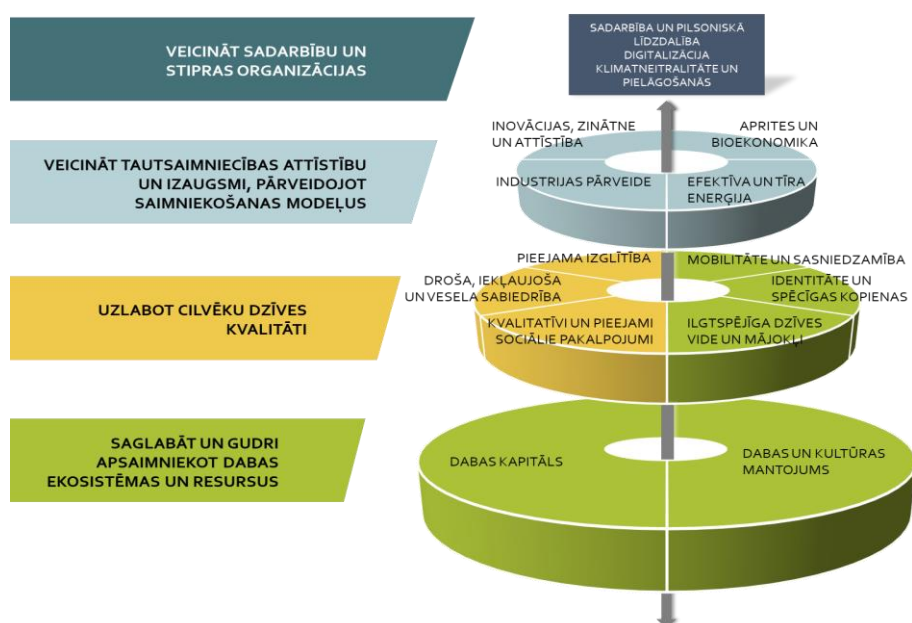 VEICINĀT SADARBĪBU UN
STIPRAS ORGANIZĀCIJAS
SADARBĪBA UN PILSONISKĀ
LĪDZDALĪBA
DIGITALIZĀCIJA
KLIMATNEITRALITĀTE UN
PIELĀGOŠANĀS
VEICINĀT TAUTSAIMNIECĪBAS ATTĪSTĪBU
UN IZAUGSMI, PĀRVEIDOJOT
SAIMNIEKOŠANAS MODEĻUS
INOVĀCIJAS, ZINĀTNE
UN ATTĪSTĪBA
APRITES UN
BIOEKONOMIKA
INDUSTRIJAS PĀRVEIDE
EFEKTĪVA UN TĪRA
ENERĢIJA
UZLABOT CILVĒKU DZĪVES
KVALITĀTI
PIEEJAMA IZGLĪTĪBA
MOBILITĀTE UN SASNIEDZAMĪBA
DROŠA, IEKĻAUJOŠA
UN VESELA SABIEDRĪBA
IDENTITĀTE UN
SPĒCĪGAS KOPIENAS
KVALITATĪVI UN PIEEJAMI
SOCIĀLIE PAKALPOJUMI
ILGTSPĒJĪGA DZĪVES
VIDE UN MĀJOKĻI
SAGLABĀT UN GUDRI
APSAIMNIEKOT DABAS
EKOSISTĒMAS UN RESURSUS
DABAS KAPITĀLS
DABAS UN KULTŪRAS
MANTOJUMS